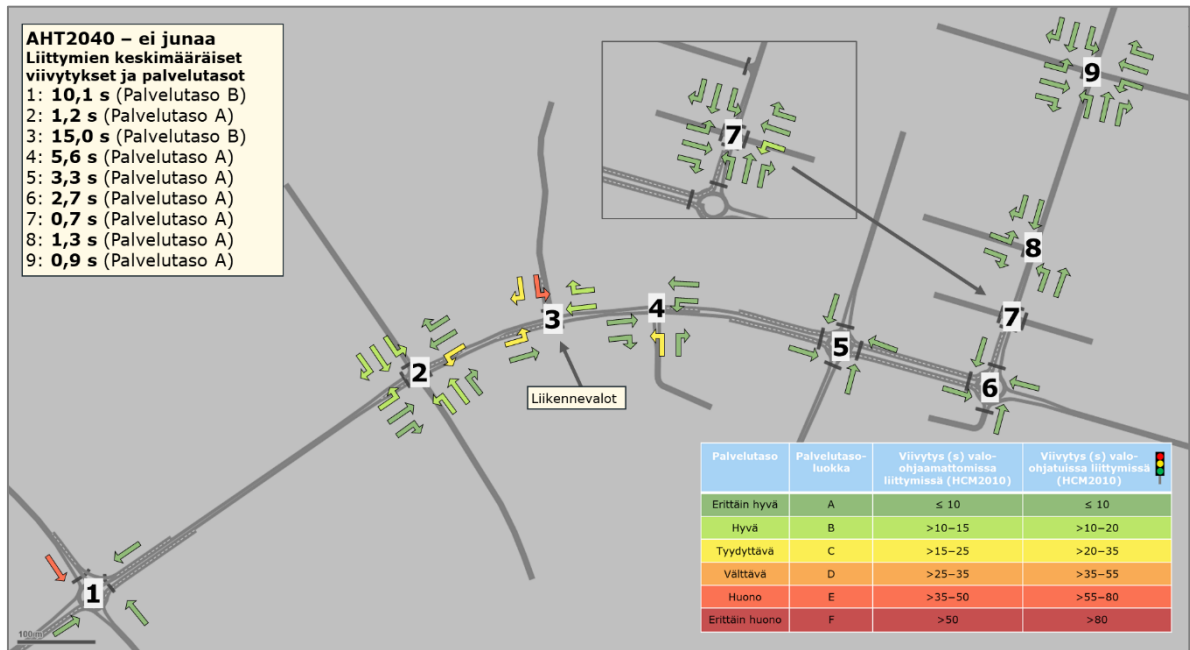 AHT2040 – ei junaa
Liittymien keskimääräiset
viivytykset ja palvelutasot
1: 10,1 s (Palvelutaso B)
2: 1,2 s (Palvelutaso A)
3: 15,0 s (Palvelutaso B)
4: 5,6 s (Palvelutaso A)
5: 3,3 s (Palvelutaso A)
6: 2,7 s (Palvelutaso A)
7: 0,7 s (Palvelutaso A)
8: 1,3 s (Palvelutaso A)
9: 0,9 s (Palvelutaso A)
9
7
8
7
4
3
5
2
6
Liikennevalot
1
100 m
Palvelutaso Palvelutaso-luokka Viivytys (s) valo-ohjaamattomissa liittymissä (HCM2010) Viivytys (s) valo-ohjatuissa liittymissä (HCM2010)
Erittäin hyvä A ≤ 10 ≤ 10
Hyvä B >10–15 >10–20
Tyydyttävä C >15–25 >20–35
Välttävä D >25–35 >35–55
Huono E >35–50 >55–80
Erittäin huono F >50 >80